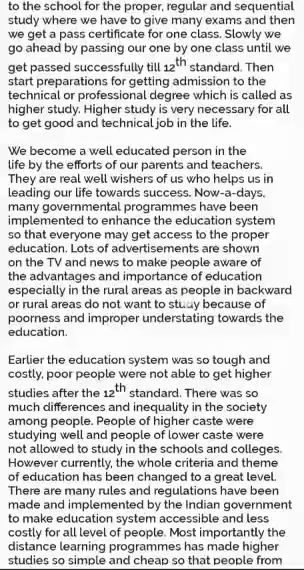 to the school for the proper, regular and sequential
study where we have to give many exams and then
we get a pass certificate for one class. Slowly we
go ahead by passing our one by one class until we
get passed successfully till 12th standard. Then
start preparations for getting admission to the
technical or professional degree which is called as
higher study. Higher study is very necessary for all
to get good and technical job in the life.

We become a well educated person in the
life by the efforts of our parents and teachers.
They are real well wishers of us who helps us in
leading our life towards success. Now-a-days,
many governmental programmes have been
implemented to enhance the education system
so that everyone may get access to the proper
education. Lots of advertisements are shown
on the TV and news to make people aware of
the advantages and importance of education
especially in the rural areas as people in backward
or rural areas do not want to study because of
poorness and improper understating towards the
education.

Earlier the education system was so tough and
costly, poor people were not able to get higher
studies after the 12th standard. There was so
much differences and inequality in the society
among people. People of higher caste were
studying well and people of lower caste were
not allowed to study in the schools and colleges.
However currently, the whole criteria and theme
of education has been changed to a great level.
There are many rules and regulations have been
made and implemented by the Indian government
to make education system accessible and less
costly for all level of people. Most importantly the
distance learning programmes has made higher
studies so simple and cheap so that people from